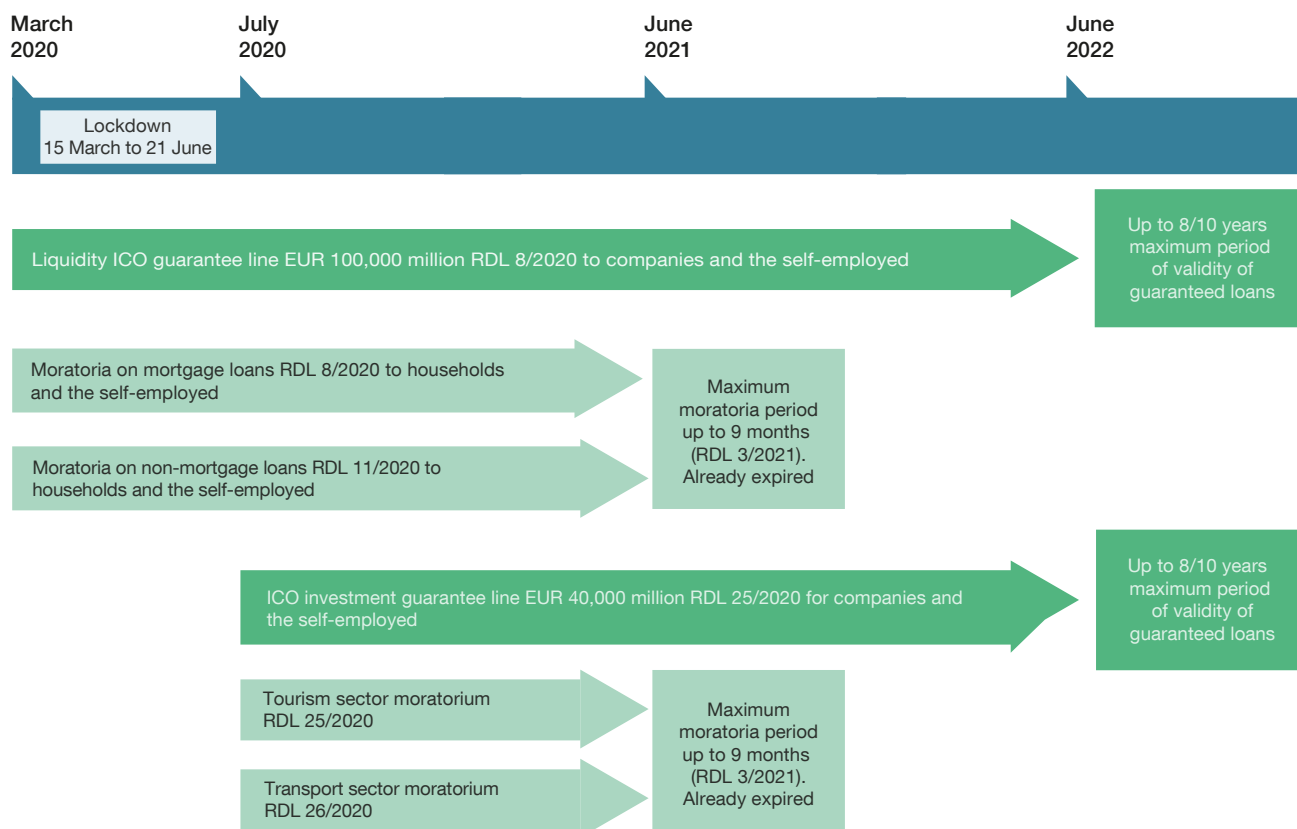 March
2020
July
2020
June
2021
June
2022
Lockdown
15 March to 21 June
Liquidity ICO guarantee line EUR 100,000 million RDL 8/2020 to companies and the self-employed
Up to 8/10 years
maximum period
of validity of
guaranteed loans
Moratoria on mortgage loans RDL 8/2020 to households
and the self-employed
Moratoria on non-mortgage loans RDL 11/2020 to
households and the self-employed
Maximum
moratoria period
up to 9 months
(RDL 3/2021).
Already expired
ICO investment guarantee line EUR 40,000 million RDL 25/2020 for companies and
the self-employed
Up to 8/10 years
maximum period
of validity of
guaranteed loans
Tourism sector moratorium
RDL 25/2020
Transport sector moratorium
RDL 26/2020
Maximum
moratoria period
up to 9 months
(RDL 3/2021).
Already expired